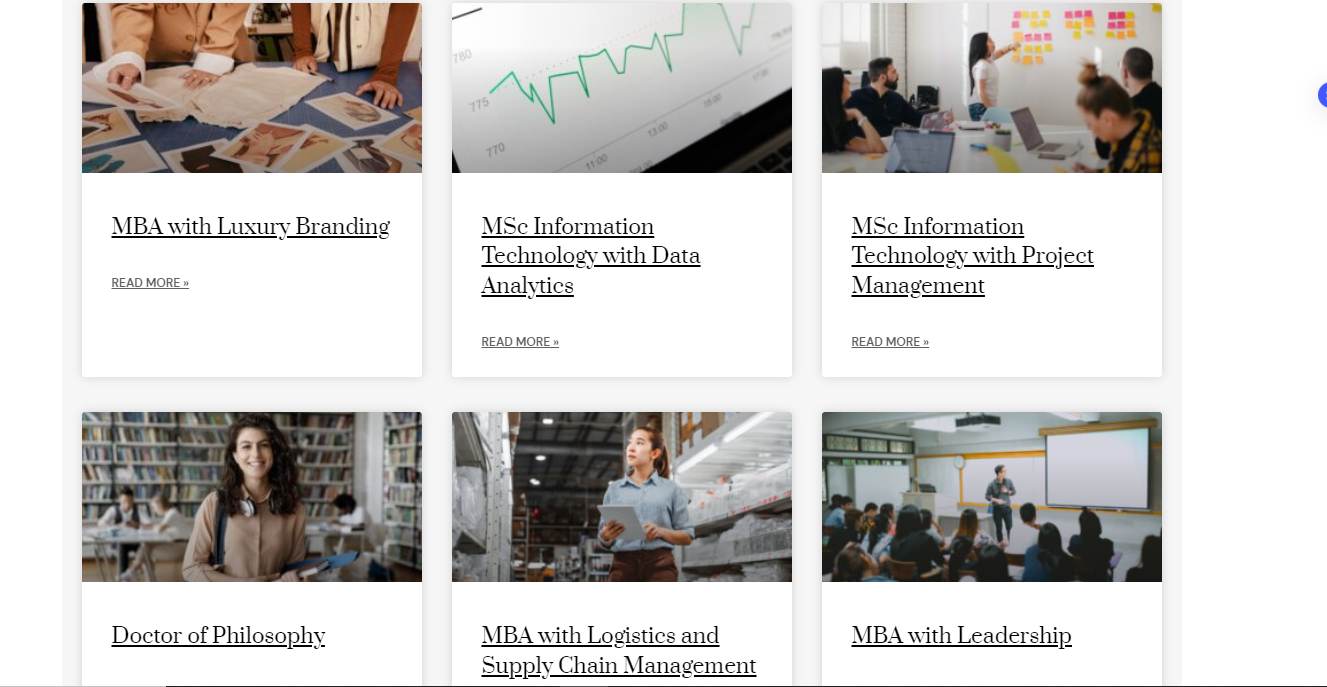 780
775
770
11:00
13:00
15:00
17:00
MBA with Luxury Branding
READ MORE »
MSc Information
Technology with Data
Analytics
READ MORE »
MSc Information
Technology with Project
Management
READ MORE »
Doctor of Philosophy
MBA with Logistics and
Supply Chain Management
MBA with Leadership